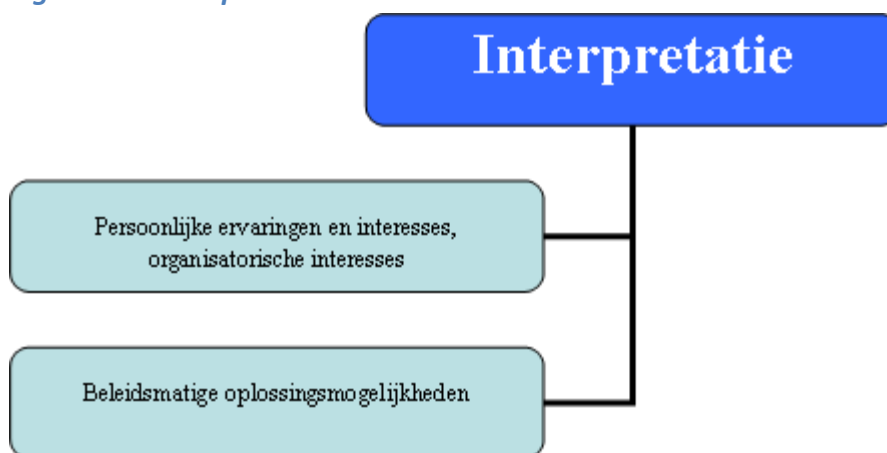 Interpretatie
Persoonlijke ervaringen en interesses,
organisatorische interesses
Beleidsmatige oplossingsmogelijkheden